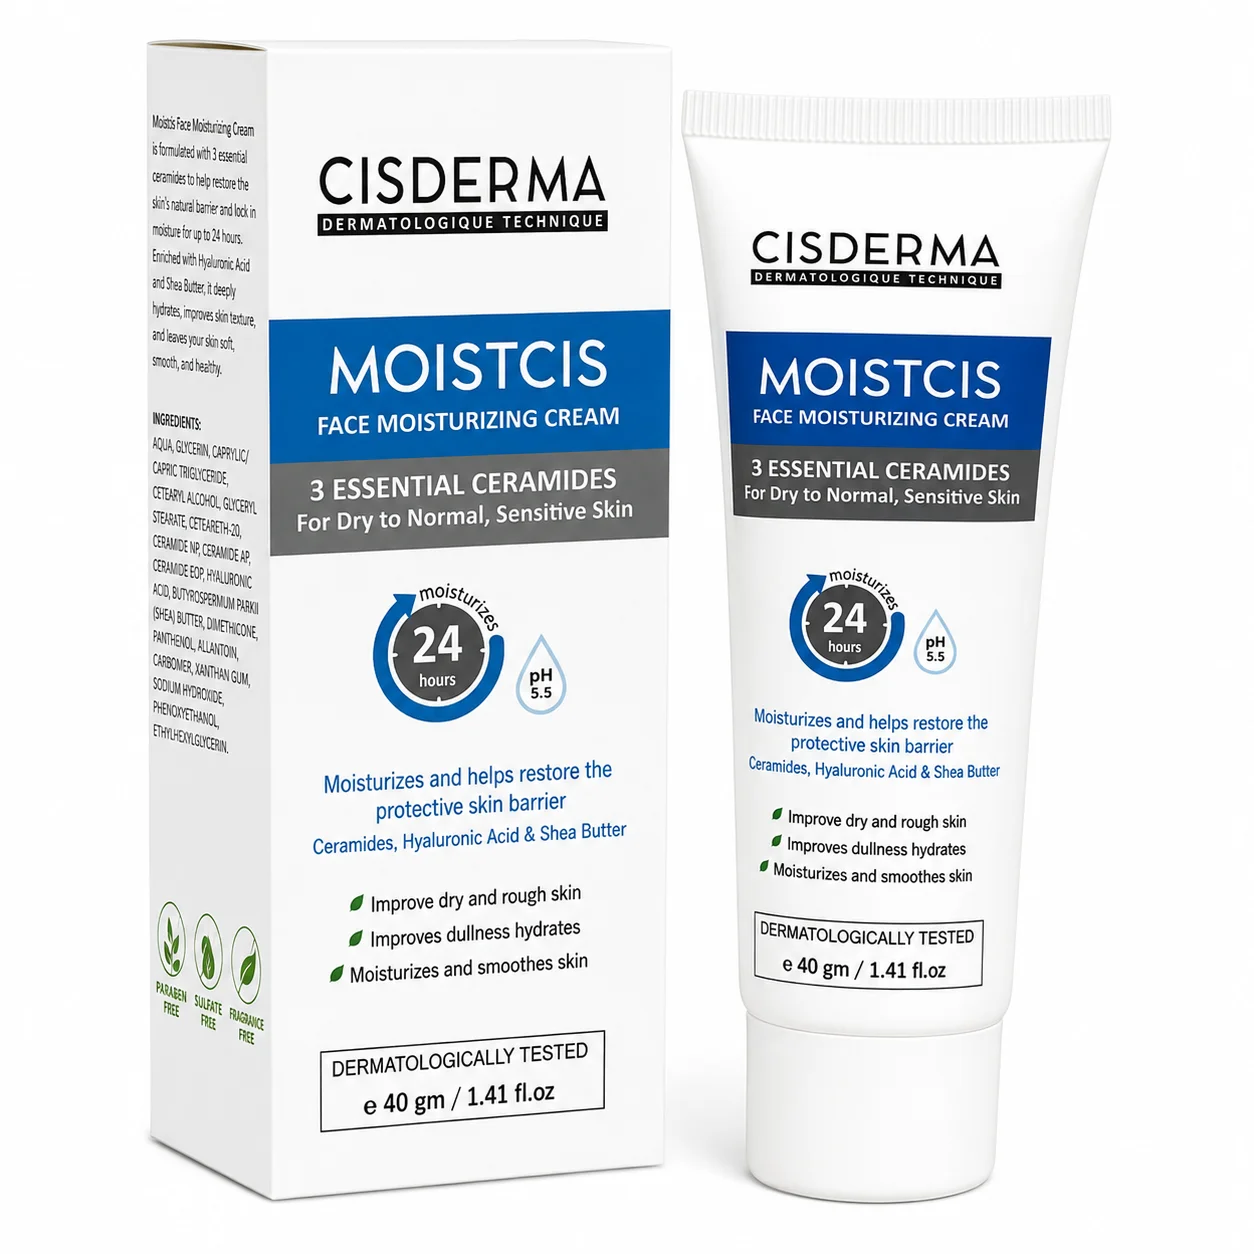 Moistcis Face Moisturizing Cream
is formulated with 3 essential
ceramides to help restore the
skin's natural barrier and lock in
moisture for up to 24 hours.
Enriched with Hyaluronic Acid
and Shea Butter, it deeply
hydrates, improves skin texture,
and leaves your skin soft,
smooth, and healthy.
INGREDIENTS:
AQUA, GLYCERIN, CAPRYLIC/
CAPRIC TRIGLYCERIDE,
CETEARYL ALCOHOL, GLYCERYL
STEARATE, CETEARETH-20,
CERAMIDE NP, CERAMIDE AP,
CERAMIDE EOP, HYALURONIC
ACID, BUTYROSPERMUM PARKII
(SHEA) BUTTER, DIMETHICONE,
PANTHENOL, ALLANTOIN,
CARBOMER, XANTHAN GUM,
SODIUM HYDROXIDE,
PHENOXYETHANOL,
ETHYLHEXYLGLYCERIN.
PARABEN
FREE
SULFATE
FREE
FRAGRANCE
FREE
CISDERMA
DERMATOLOGIQUE TECHNIQUE
MOISTCIS
FACE MOISTURIZING CREAM
3 ESSENTIAL CERAMIDES
For Dry to Normal, Sensitive Skin
moisturizes
24
hours
pH
5.5
Moisturizes and helps restore the
protective skin barrier
Ceramides, Hyaluronic Acid & Shea Butter
Improve dry and rough skin
Improves dullness hydrates
Moisturizes and smoothes skin
DERMATOLOGICALLY TESTED
e 40 gm / 1.41 fl.oz
CISDERMA
DERMATOLOGIQUE TECHNIQUE
MOISTCIS
FACE MOISTURIZING CREAM
3 ESSENTIAL CERAMIDES
For Dry to Normal, Sensitive Skin
moisturizes
24
hours
pH
5.5
Moisturizes and helps restore the
protective skin barrier
Ceramides, Hyaluronic Acid & Shea Butter
Improve dry and rough skin
Improves dullness hydrates
Moisturizes and smoothes skin
DERMATOLOGICALLY TESTED
e 40 gm / 1.41 fl.oz